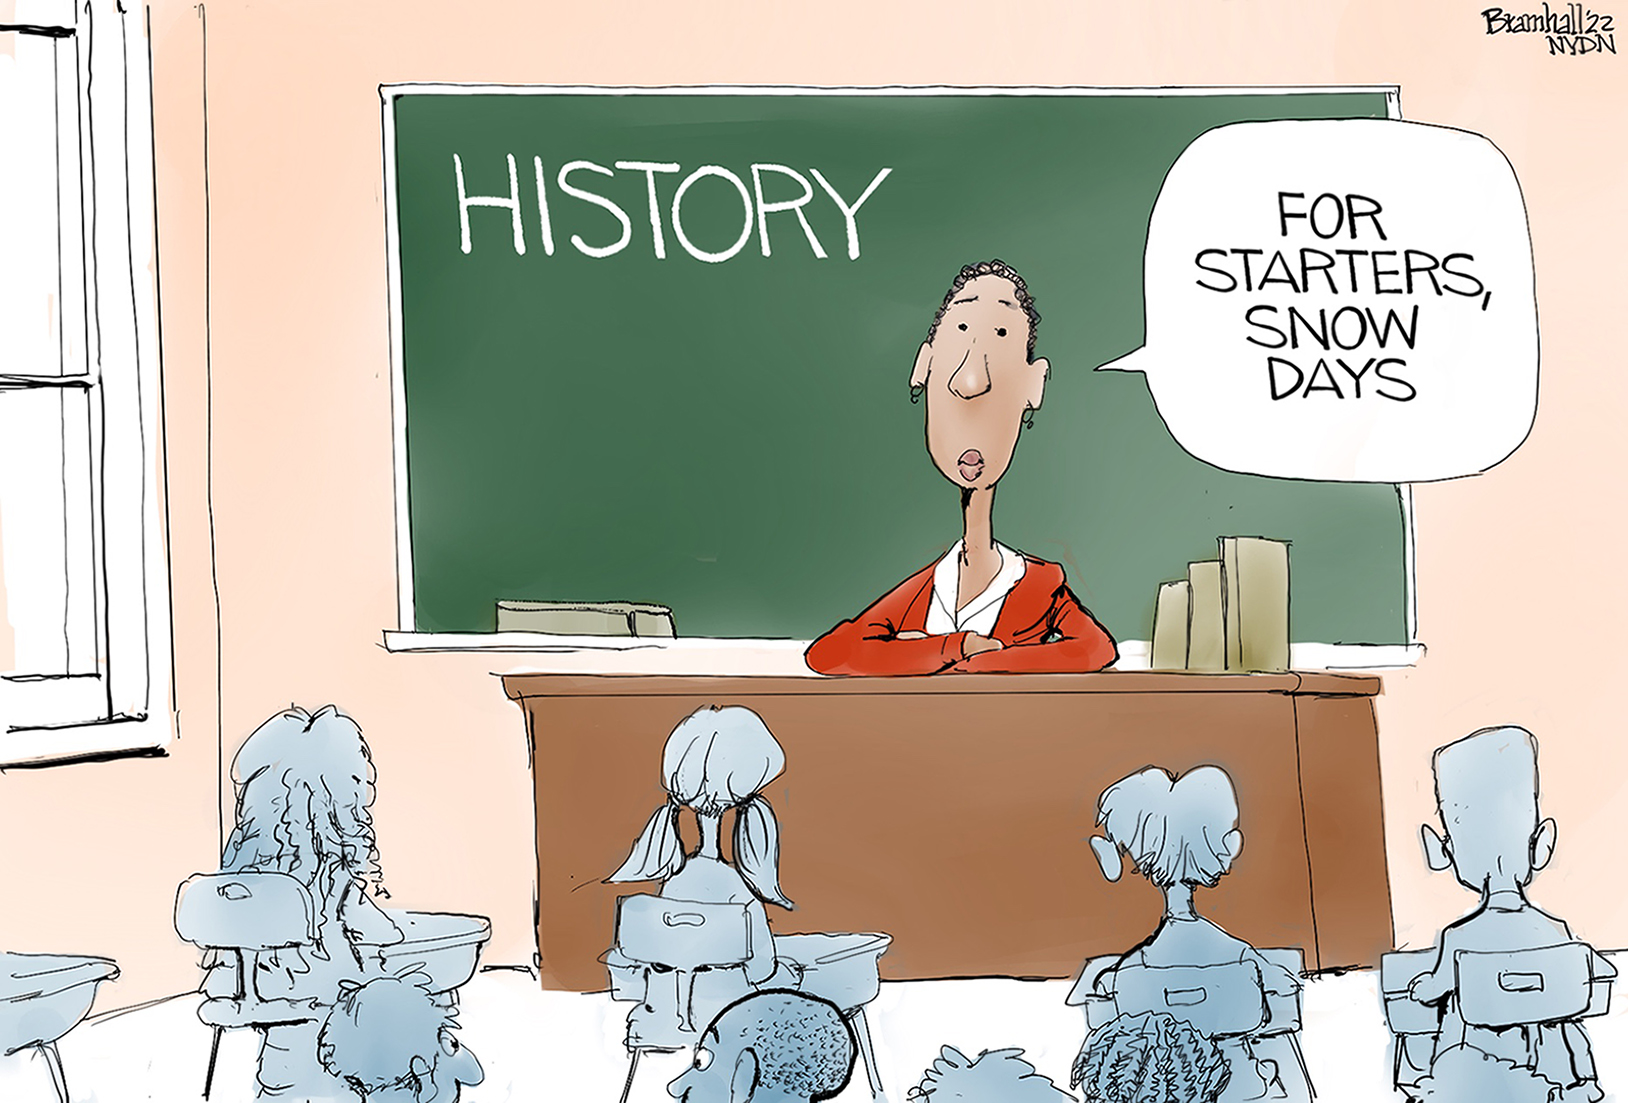 Bramhall '22
NYDN
HISTORY
FOR
STARTERS,
SNOW
DAYS